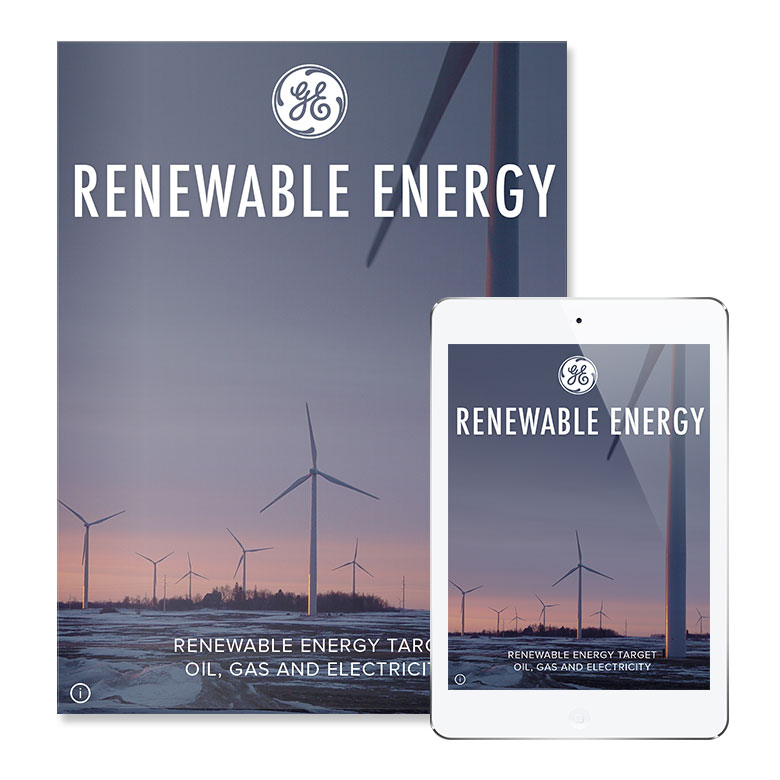 GE
RENEWABLE ENERGY
RENEWABLE ENERGY TARG
OIL, GAS AND ELECTRICIT
i
GE
RENEWABLE ENERGY
RENEWABLE ENERGY TARGET
OIL, GAS AND ELECTRICITY
i